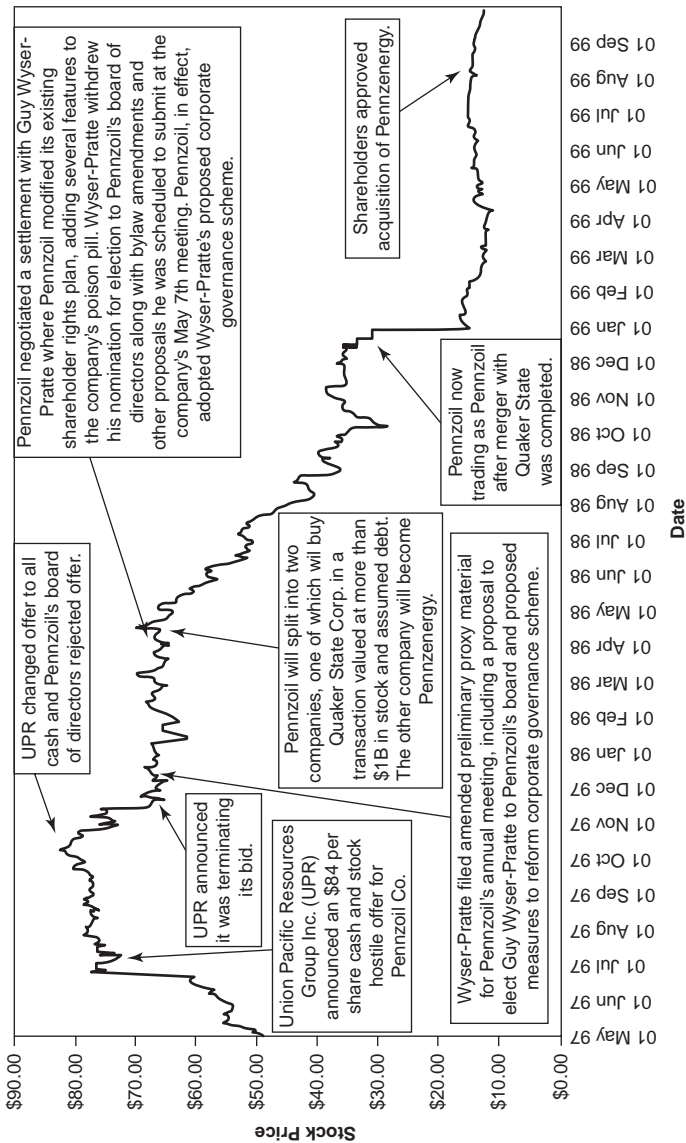 $90.00
$80.00
$70.00
$60.00
$50.00
$40.00
$30.00
$20.00
$10.00
$0.00
Stock Price
UPR changed offer to all
cash and Pennzoil's board
of directors rejected offer.
Pennzoil negotiated a settlement with Guy Wyser-
Pratte where Pennzoil modified its existing
shareholder rights plan, adding several features to
the company's poison pill. Wyser-Pratte withdrew
his nomination for election to Pennzoil's board of
directors along with bylaw amendments and
other proposals he was scheduled to submit at the
company's May 7th meeting. Pennzoil, in effect,
adopted Wyser-Pratte's proposed corporate
governance scheme.
UPR announced
it was terminating
its bid.
Union Pacific Resources
Group Inc. (UPR)
announced an $84 per
share cash and stock
hostile offer for
Pennzoil Co.
Pennzoil will split into two
companies, one of which will buy
Quaker State Corp. in a
transaction valued at more than
$1B in stock and assumed debt.
The other company will become
Pennzenergy.
Shareholders approved
acquisition of Pennzenergy.
Wyser-Pratte filed amended preliminary proxy material
for Pennzoil's annual meeting, including a proposal to
elect Guy Wyser-Pratte to Pennzoil's board and proposed
measures to reform corporate governance scheme.
Pennzoil now
trading as Pennzoil
after merger with
Quaker State
was completed.
01 May 97
01 Jun 97
01 Jul 97
01 Aug 97
01 Sep 97
01 Oct 97
01 Nov 97
01 Dec 97
01 Jan 98
01 Feb 98
01 Mar 98
01 Apr 98
01 May 98
01 Jun 98
01 Jul 98
01 Aug 98
01 Sep 98
01 Oct 98
01 Nov 98
01 Dec 98
01 Jan 99
01 Feb 99
01 Mar 99
01 Apr 99
01 May 99
01 Jun 99
01 Jul 99
01 Aug 99
01 Sep 99
Date